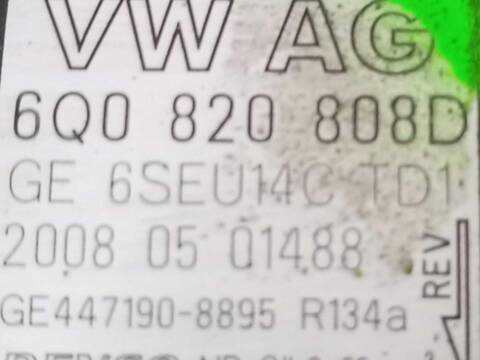 VW AG
6Q0 820 808D
GE 6SEU14C TD1
2008 05 01488
REV
GE447190-8895 R134a